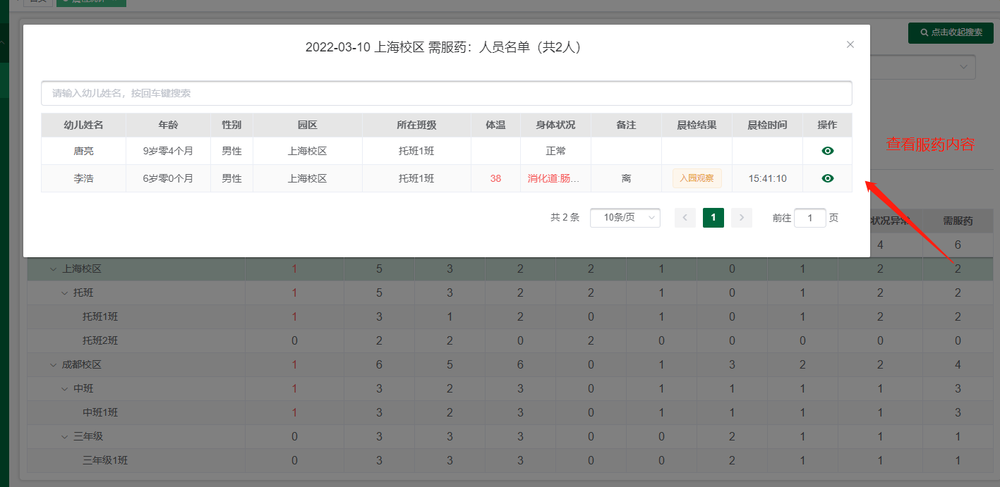 首页
点击收起搜索
2022-03-10 上海校区 需服药：人员名单（共2人）
请输入幼儿姓名，按回车键搜索
幼儿姓名 年龄 性别 园区 所在班级 体温 身体状况 备注 晨检结果 晨检时间 操作
唐亮 9岁零4个月 男性 上海校区 托班1班 正常
李浩 6岁零0个月 男性 上海校区 托班1班 38 消化道:肠... 离 入园观察 15:41:10
查看服药内容
共 2 条 10条/页 1 前往 1 页
状况异常 需服药
4 6
上海校区 1 5 3 2 2 1 0 1 2 2
托班 1 5 3 2 2 1 0 1 2 2
托班1班 1 3 1 2 0 1 0 1 2 2
托班2班 0 2 2 0 2 0 0 0 0 0
成都校区 1 6 5 6 0 1 3 2 2 4
中班 1 3 2 3 0 1 1 1 1 3
中班1班 1 3 2 3 0 1 1 1 1 3
三年级 0 3 3 3 0 0 2 1 1 1
三年级1班 0 3 3 3 0 0 2 1 1 1